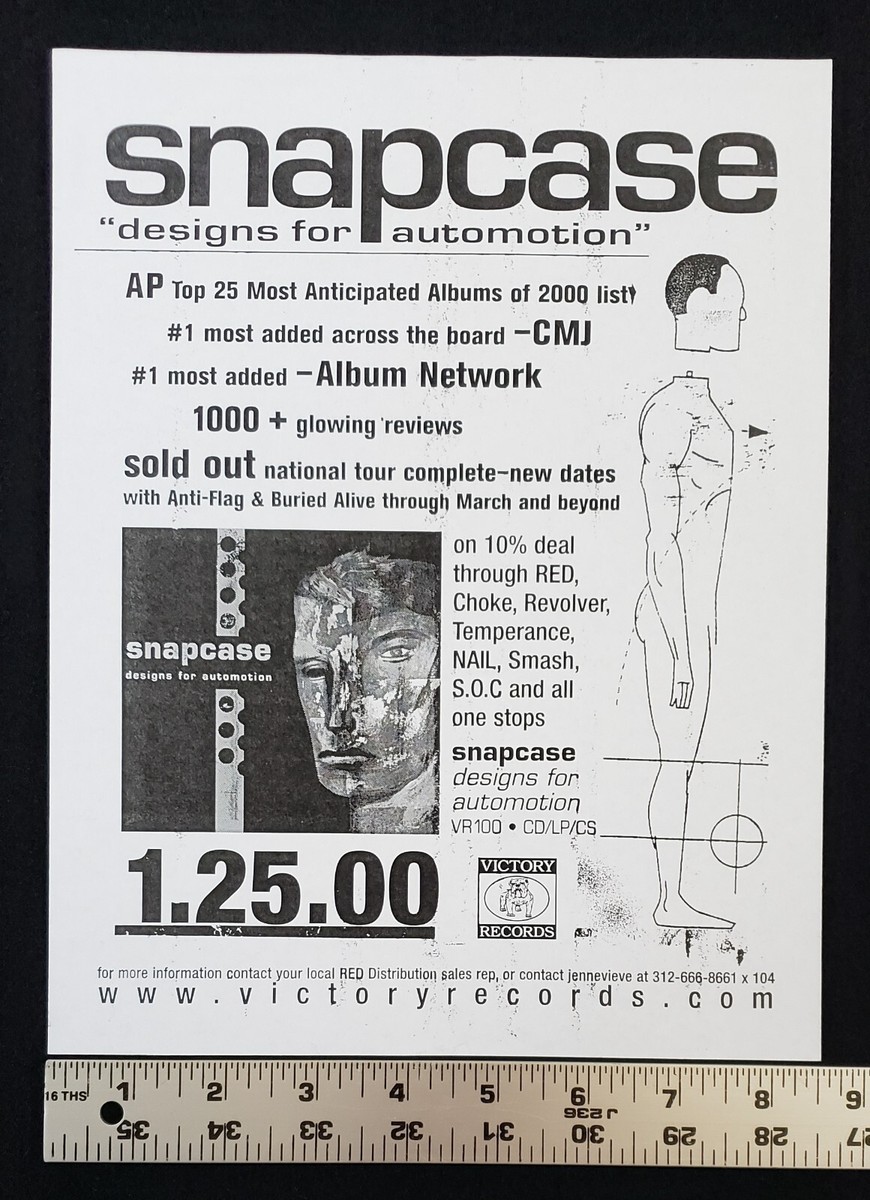 snapcase
"designs for automotion"
AP Top 25 Most Anticipated Albums of 2000 list
#1 most added across the board –CMJ
#1 most added –Album Network
1000 + glowing reviews
sold out national tour complete–new dates
with Anti-Flag & Buried Alive through March and beyond
snapcase
designs for automotion
on 10% deal
through RED,
Choke, Revolver,
Temperance,
NAIL, Smash,
S.O.C and all
one stops
snapcase
designs for
automotion
VR100 • CD/LP/CS
1.25.00
VICTORY
RECORDS
for more information contact your local RED Distribution sales rep, or contact jennevieve at 312-666-8661 x 104
www.victoryrecords.com
16 THS 1 2 3 4 5 6 7 8 9
35 34 33 32 31 30 29 28 27
J 236